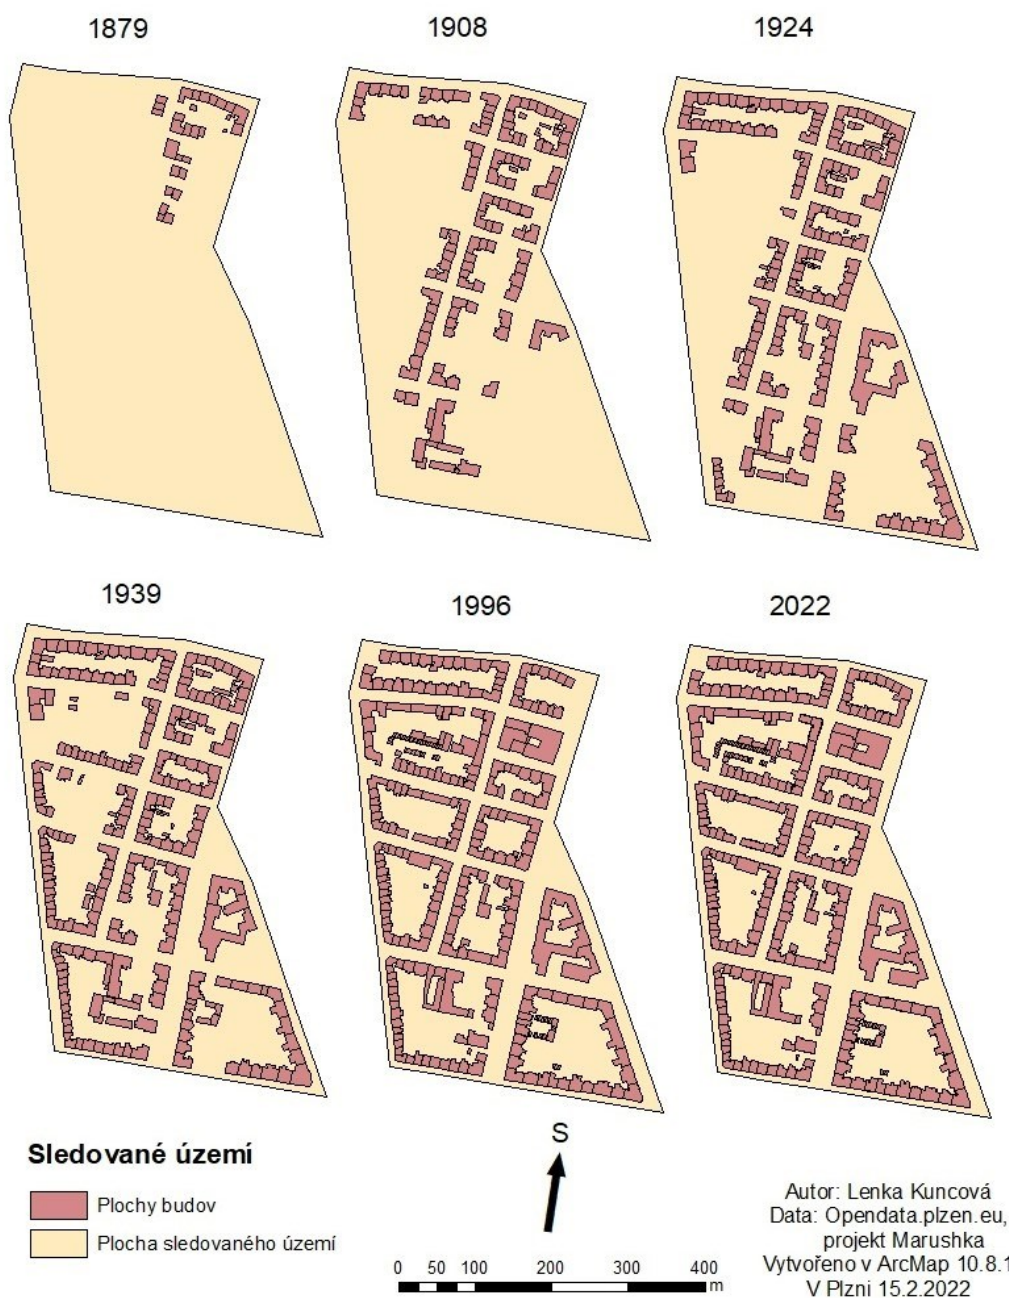 1879
1908
1924
1939
1996
2022
S
Sledované území
Plochy budov
Plocha sledovaného území
0 50 100 200 300 400
m
Autor: Lenka Kuncová
Data: Opendata.plzen.eu,
projekt Marushka
Vytvořeno v ArcMap 10.8.1
V Plzni 15.2.2022